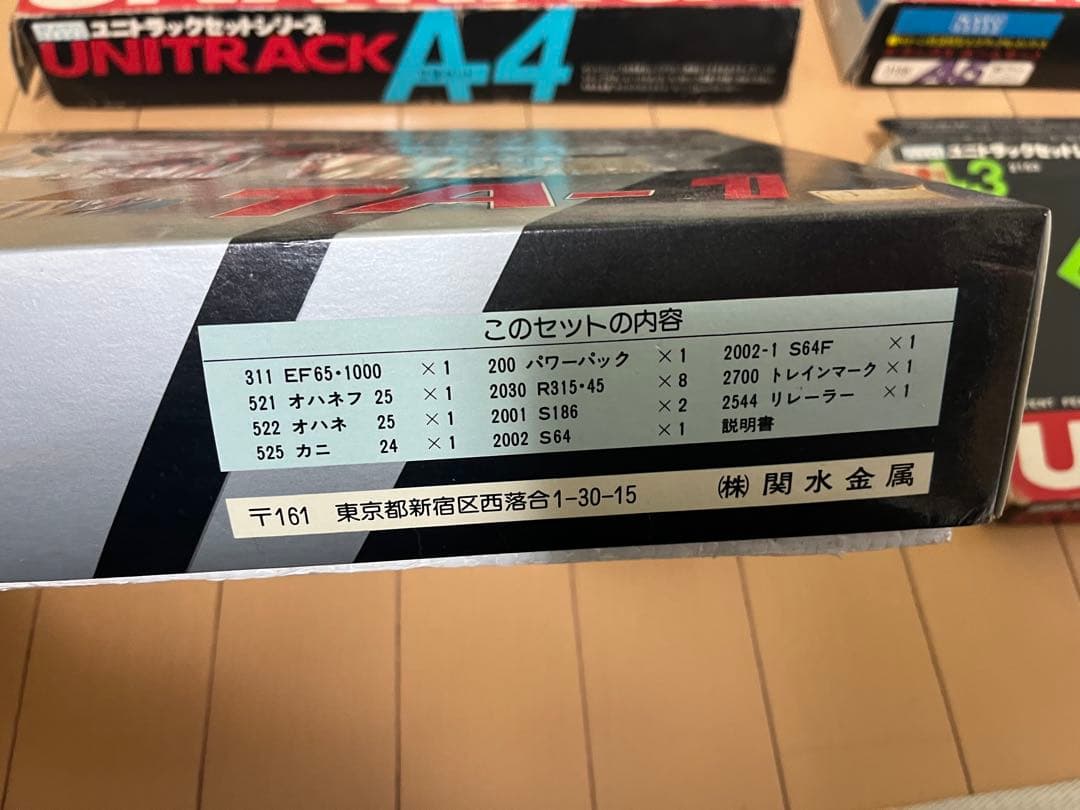 ユニトラックセットシリーズ
UNITRACK A-4
ユニトラックセット
TA-1
このセットの内容
311 EF65・1000 ×1
521 オハネフ 25 ×1
522 オハネ 25 ×1
525 カニ 24 ×1
200 パワーパック ×1
2030 R315・45 ×8
2001 S186 ×2
2002 S64 ×1
2002-1 S64F ×1
2700 トレインマーク ×1
2544 リレーラー ×1
説明書
〒161 東京都新宿区西落合1-30-15 (株) 関水金属